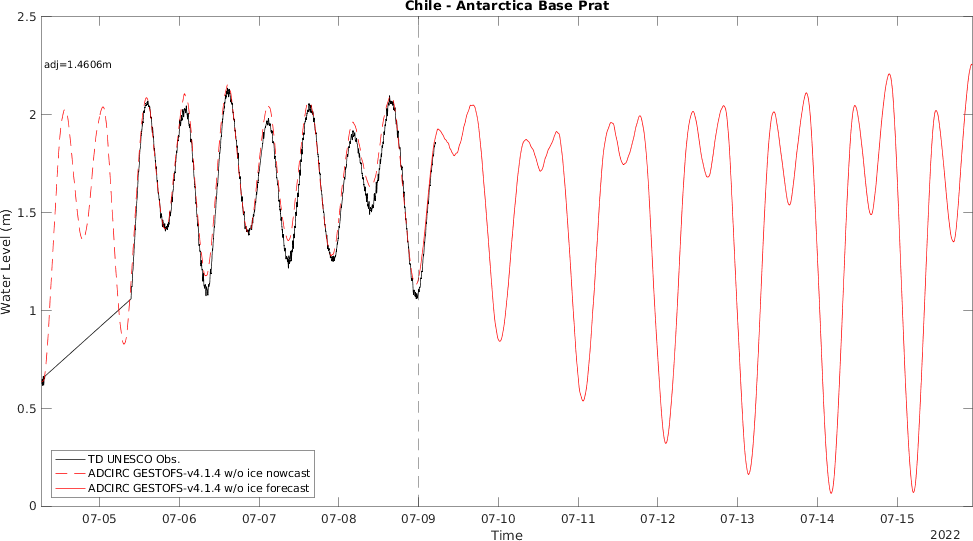 Chile - Antarctica Base Prat
2.5
adj=1.4606m
2
1.5
Water Level (m)
1
0.5
0
TD UNESCO Obs.
ADCIRC GESTOFS-v4.1.4 w/o ice nowcast
ADCIRC GESTOFS-v4.1.4 w/o ice forecast
07-05 07-06 07-07 07-08 07-09 07-10 07-11 07-12 07-13 07-14 07-15
Time
2022